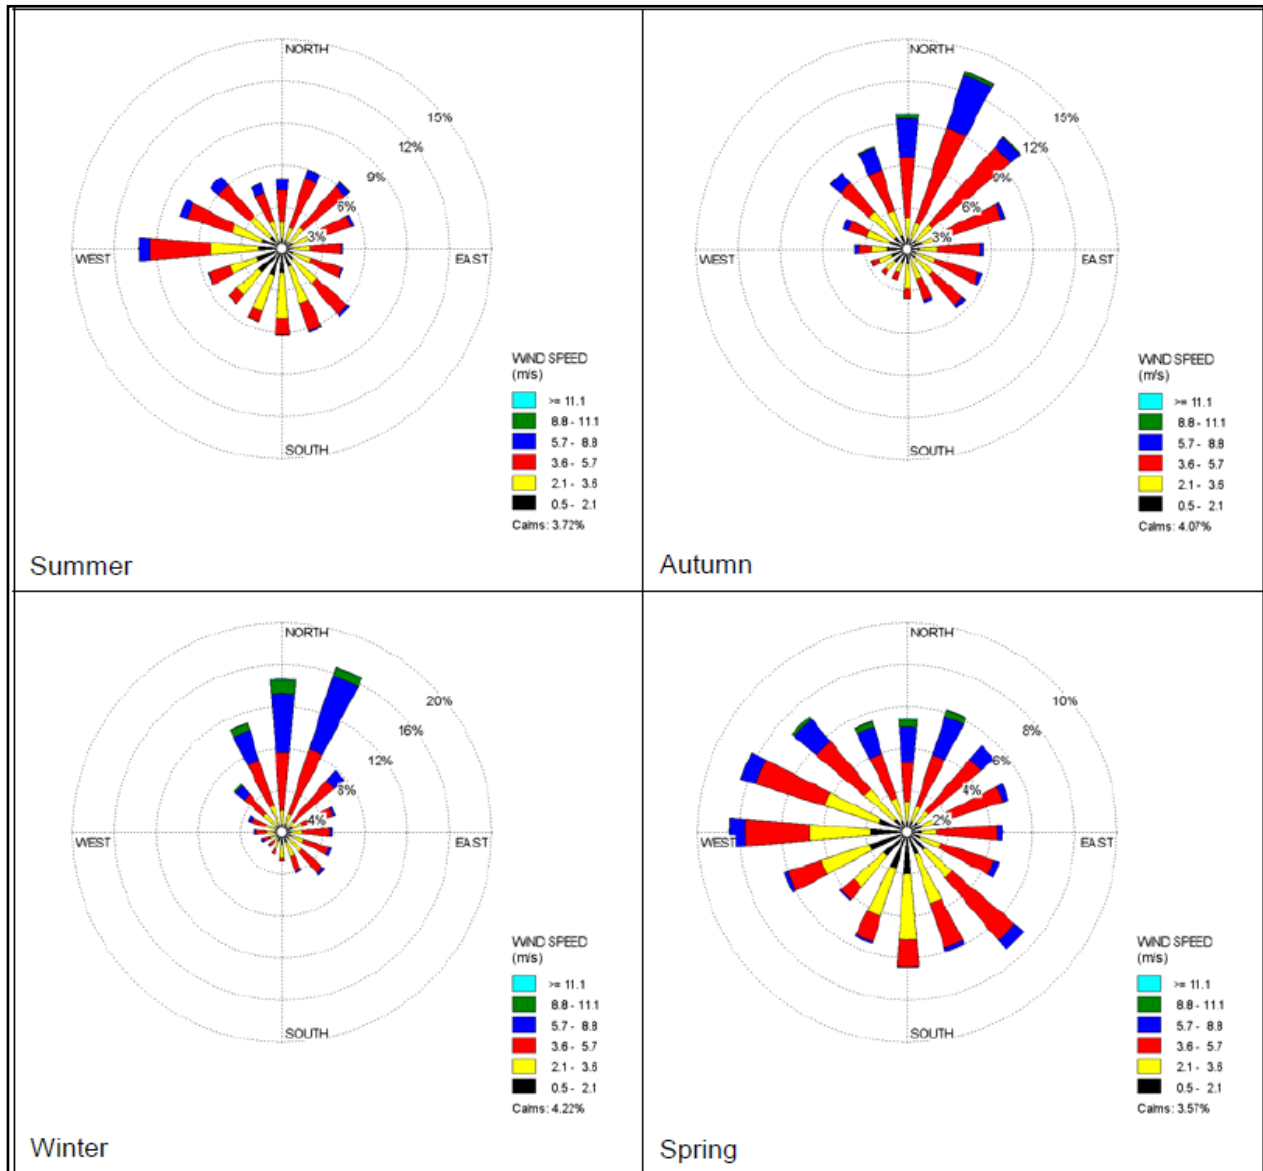 NORTH
15%
12%
9%
6%
3%
WEST
EAST
WIND SPEED
(m/s)
>= 11.1
8.8 - 11.1
5.7 - 8.8
3.6 - 5.7
2.1 - 3.6
0.5 - 2.1
SOUTH
Calms: 3.72%
Summer
NORTH
15%
12%
9%
6%
3%
WEST
EAST
WIND SPEED
(m/s)
>= 11.1
8.8 - 11.1
5.7 - 8.8
3.6 - 5.7
2.1 - 3.6
0.5 - 2.1
SOUTH
Calms: 4.07%
Autumn
NORTH
20%
16%
12%
8%
4%
WEST
EAST
WIND SPEED
(m/s)
>= 11.1
8.8 - 11.1
5.7 - 8.8
3.6 - 5.7
2.1 - 3.6
0.5 - 2.1
SOUTH
Calms: 4.22%
Winter
NORTH
10%
8%
6%
4%
2%
WEST
EAST
WIND SPEED
(m/s)
>= 11.1
8.8 - 11.1
5.7 - 8.8
3.6 - 5.7
2.1 - 3.6
0.5 - 2.1
SOUTH
Calms: 3.57%
Spring